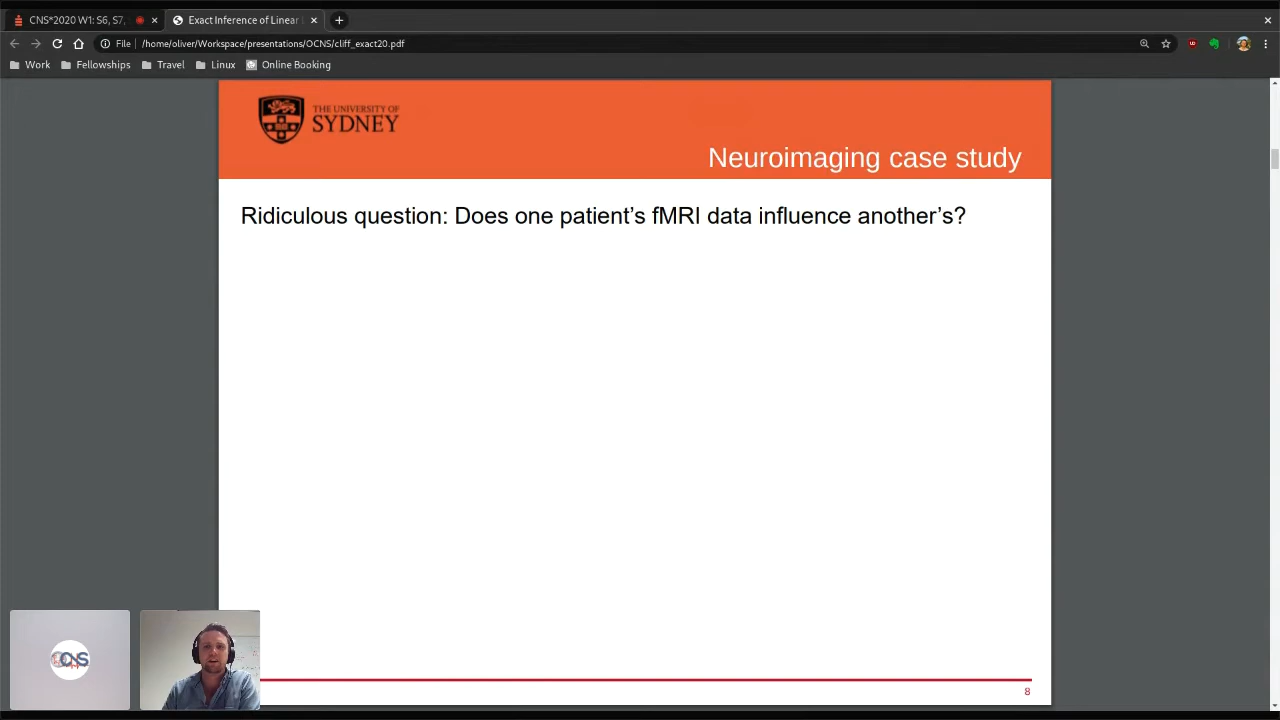 CNS*2020 W1: S6, S7,
Exact Inference of Linear
File
/home/oliver/Workspace/presentations/OCNS/cliff_exact20.pdf
Work
Fellowships
Travel
Linux
Online Booking
THE UNIVERSITY OF
SYDNEY
Neuroimaging case study
Ridiculous question: Does one patient’s fMRI data influence another’s?
OCNS
8